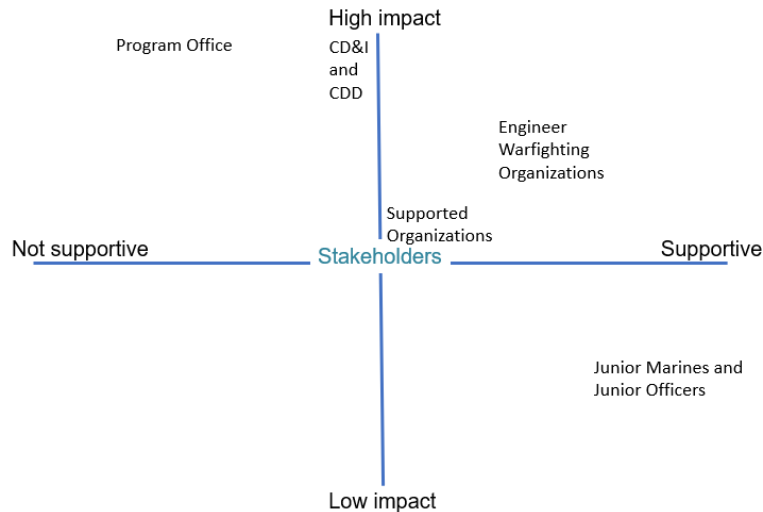 High impact
Program Office
CD&I
and
CDD
Engineer
Warfighting
Organizations
Supported
Organizations
Not supportive
Stakeholders
Supportive
Junior Marines and
Junior Officers
Low impact